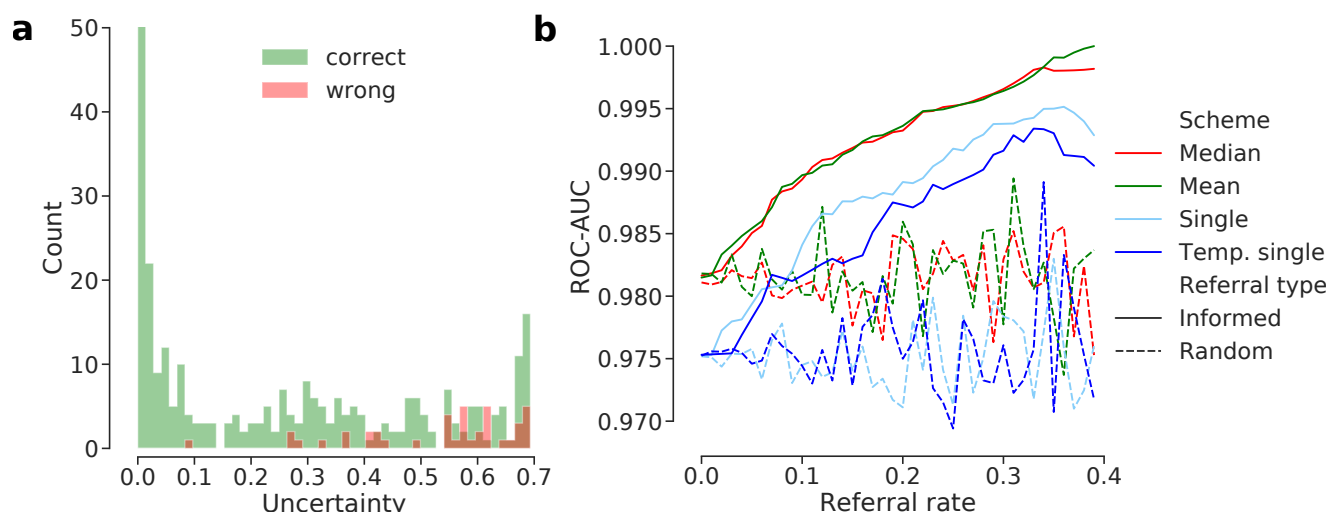 a
50
40
30
20
10
0
Count
correct
wrong
0.0 0.1 0.2 0.3 0.4 0.5 0.6 0.7
Uncertainty
b
1.000
0.995
0.990
0.985
0.980
0.975
0.970
ROC-AUC
0.0 0.1 0.2 0.3 0.4
Referral rate
Scheme
Median
Mean
Single
Temp. single
Referral type
Informed
Random